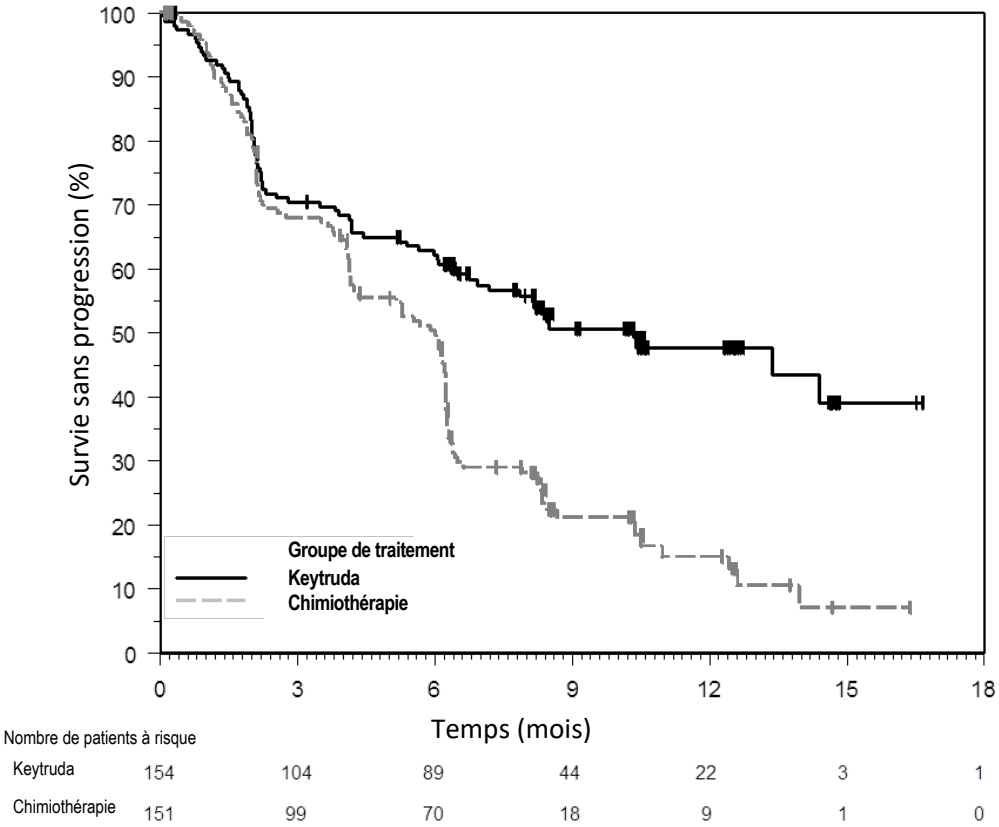 100
90
80
70
60
50
40
30
20
10
0
Survie sans progression (%)
Groupe de traitement
Keytruda
Chimiothérapie
0 3 6 9 12 15 18
Temps (mois)
Nombre de patients à risque
Keytruda 154 104 89 44 22 3 1
Chimiothérapie 151 99 70 18 9 1 0